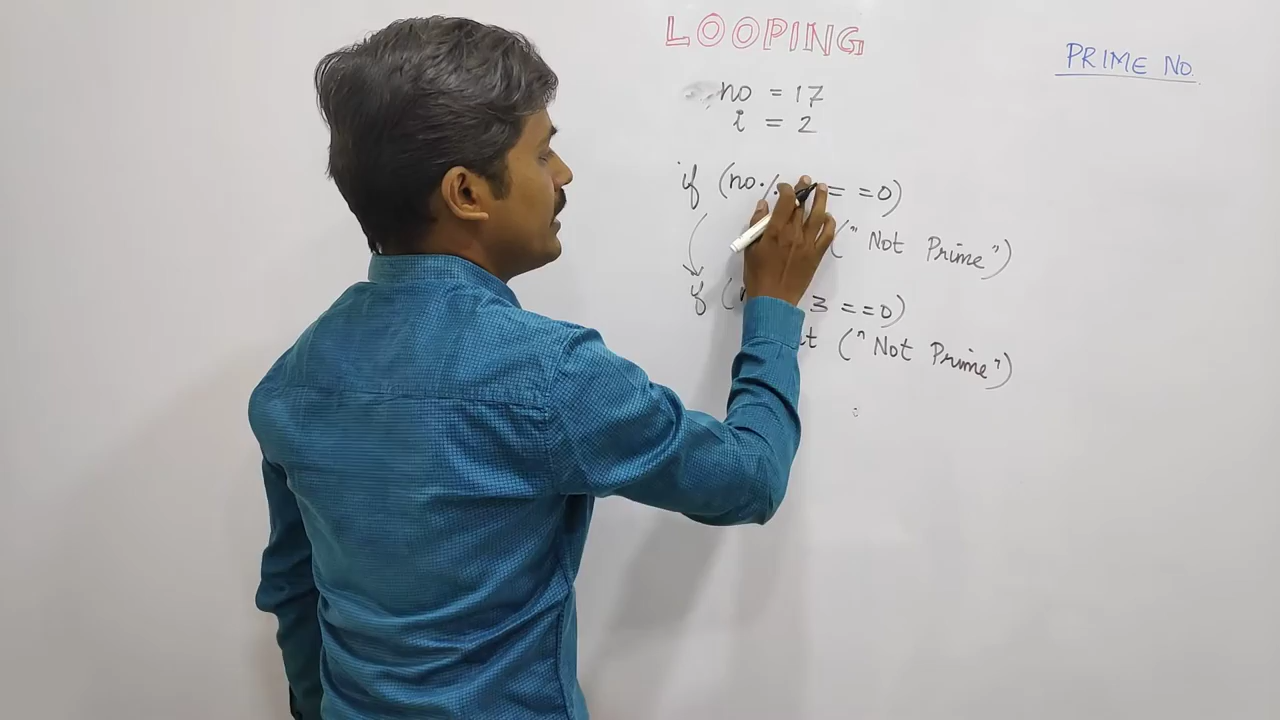 LOOPING
PRIME NO.
no = 17
i = 2
if (no % = =0)
("Not Prime")
if ( 3 ==0)
("Not Prime")